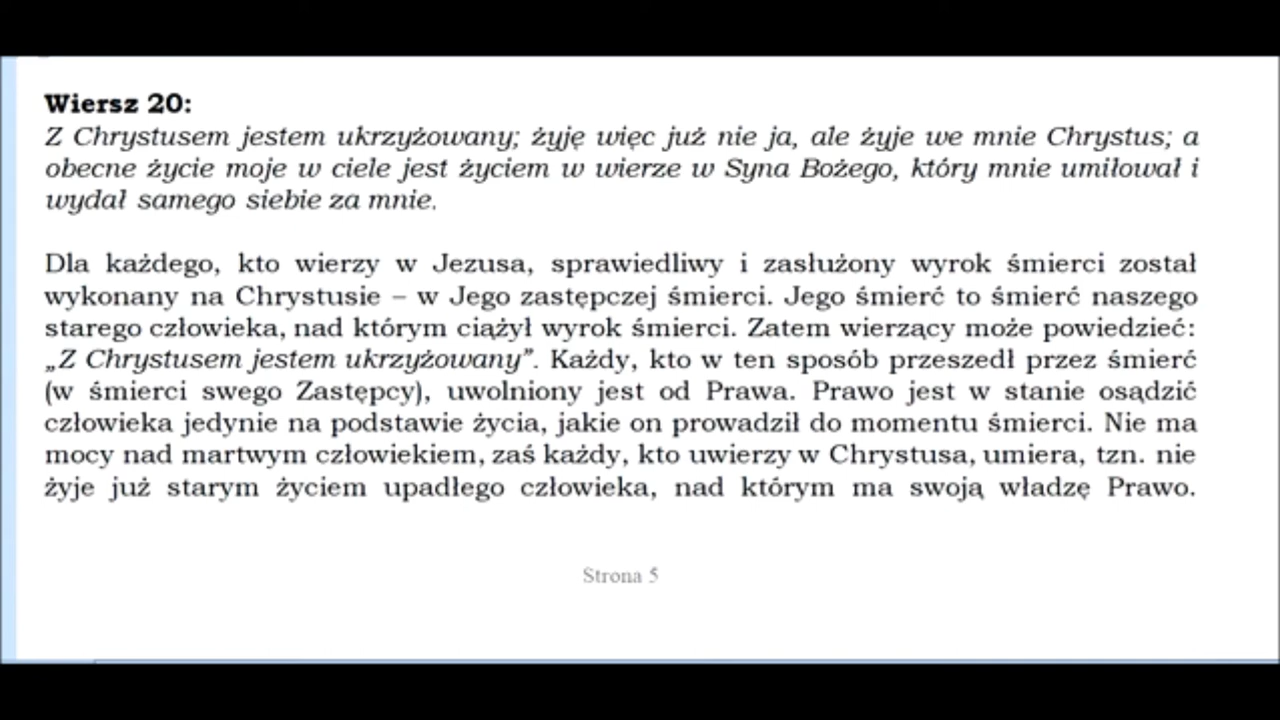 Wiersz 20:
Z Chrystusem jestem ukrzyżowany; żyję więc już nie ja, ale żyje we mnie Chrystus; a
obecne życie moje w ciele jest życiem w wierze w Syna Bożego, który mnie umiłował i
wydał samego siebie za mnie.
Dla każdego, kto wierzy w Jezusa, sprawiedliwy i zasłużony wyrok śmierci został
wykonany na Chrystusie – w Jego zastępczej śmierci. Jego śmierć to śmierć naszego
starego człowieka, nad którym ciążył wyrok śmierci. Zatem wierzący może powiedzieć:
„Z Chrystusem jestem ukrzyżowany”. Każdy, kto w ten sposób przeszedł przez śmierć
(w śmierci swego Zastępcy), uwolniony jest od Prawa. Prawo jest w stanie osądzić
człowieka jedynie na podstawie życia, jakie on prowadził do momentu śmierci. Nie ma
mocy nad martwym człowiekiem, zaś każdy, kto uwierzy w Chrystusa, umiera, tzn. nie
żyje już starym życiem upadłego człowieka, nad którym ma swoją władzę Prawo.
Strona 5